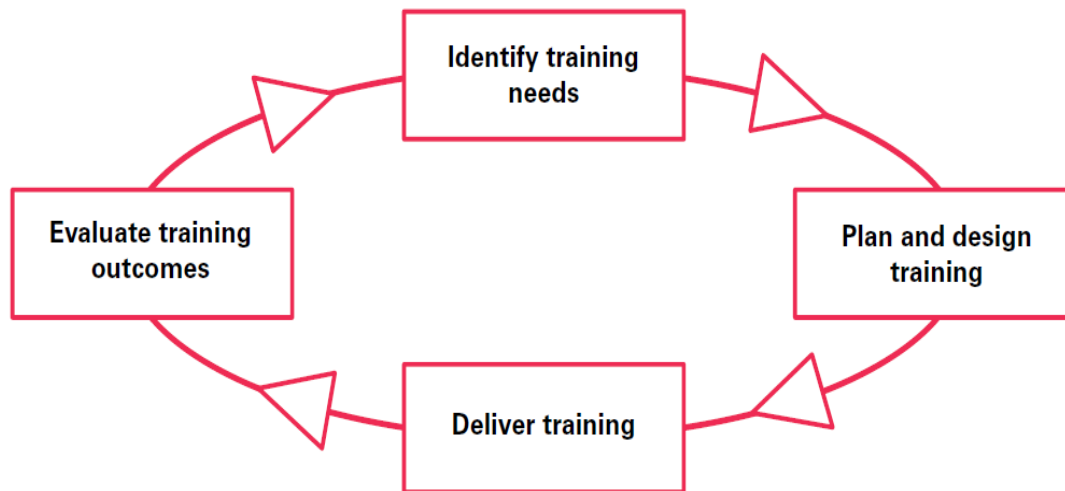 Identify training
needs
Evaluate training
outcomes
Plan and design
training
Deliver training